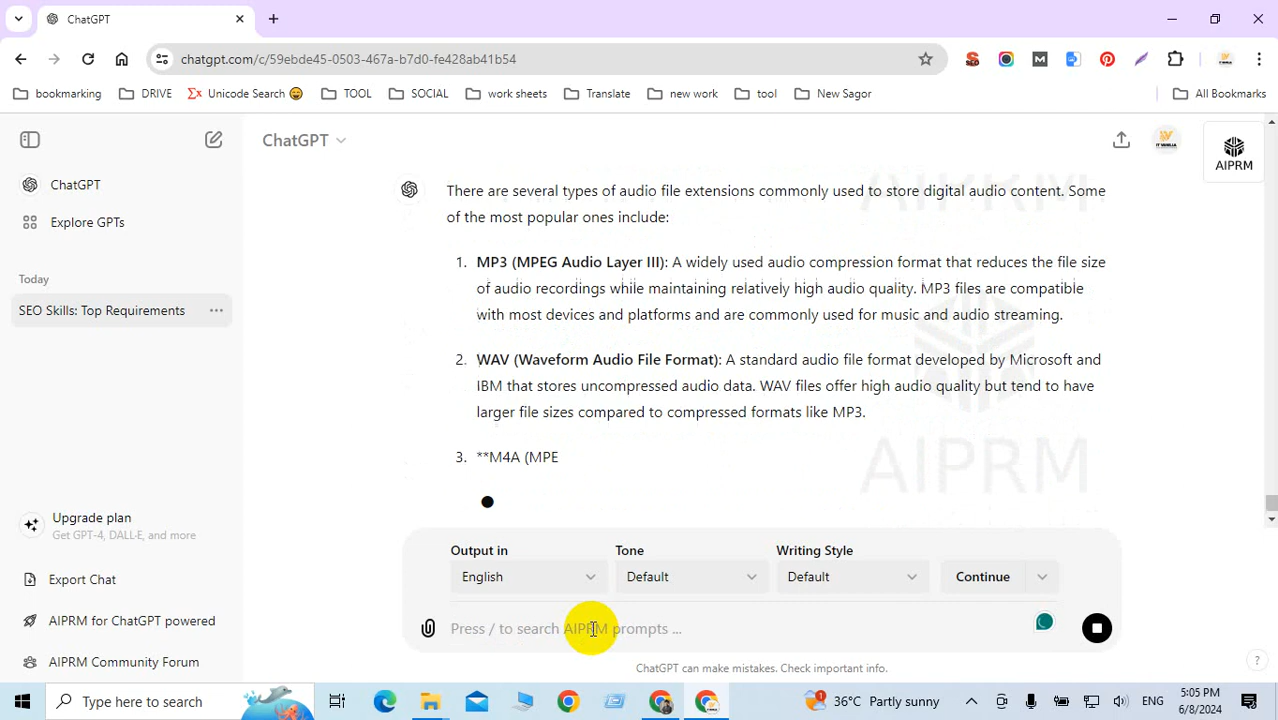 ChatGPT
chatgpt.com/c/59ebde45-0503-467a-b7d0-fe428ab41b54
bookmarking
DRIVE
Unicode Search
TOOL
SOCIAL
work sheets
Translate
new work
tool
New Sagor
All Bookmarks
ChatGPT
AIPRM
ChatGPT
Explore GPTs
Today
SEO Skills: Top Requirements
There are several types of audio file extensions commonly used to store digital audio content. Some
of the most popular ones include:
1. MP3 (MPEG Audio Layer III): A widely used audio compression format that reduces the file size
of audio recordings while maintaining relatively high audio quality. MP3 files are compatible
with most devices and platforms and are commonly used for music and audio streaming.
2. WAV (Waveform Audio File Format): A standard audio file format developed by Microsoft and
IBM that stores uncompressed audio data. WAV files offer high audio quality but tend to have
larger file sizes compared to compressed formats like MP3.
3. **M4A (MPE
AIPRM
Upgrade plan
Get GPT-4, DALL·E, and more
Export Chat
AIPRM for ChatGPT powered
AIPRM Community Forum
Output in
Tone
Writing Style
English
Default
Default
Continue
Press / to search AIPRM prompts ...
ChatGPT can make mistakes. Check important info.
?
Type here to search
1
36°C Partly sunny
ENG
5:05 PM
6/8/2024